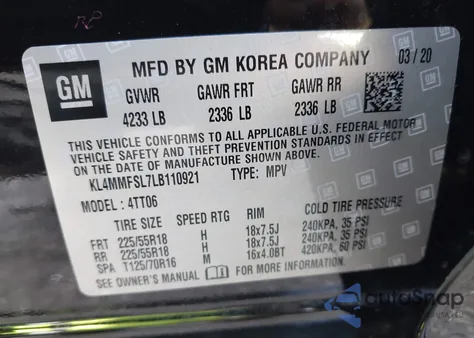 GM
MFD BY GM KOREA COMPANY 03/20
GVWR GAWR FRT GAWR RR
4233 LB 2336 LB 2336 LB
THIS VEHICLE CONFORMS TO ALL APPLICABLE U.S. FEDERAL MOTOR
VEHICLE SAFETY AND THEFT PREVENTION STANDARDS IN EFFECT
ON THE DATE OF MANUFACTURE SHOWN ABOVE.
KL4MMFSL7LB110921 TYPE: MPV
MODEL: 4TT06
SPEED RTG RIM COLD TIRE PRESSURE
FRT 225/55R18 H 18x7.5J 240KPA, 35 PSI
RR 225/55R18 H 18x7.5J 240KPA, 35 PSI
SPA T125/70R16 M 16x4.0BT 420KPA, 60 PSI
SEE OWNER'S MANUAL FOR MORE INFORMATION.
autoSnap